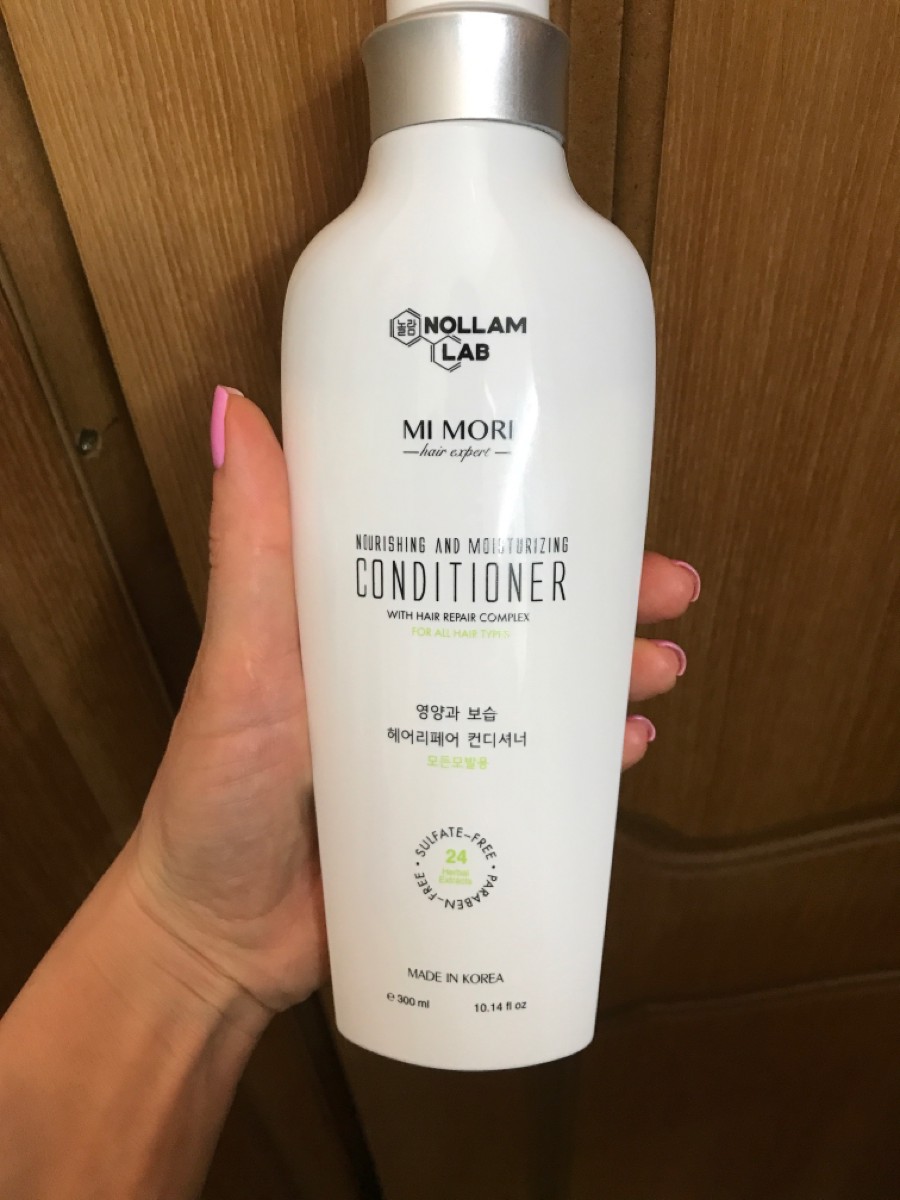 놀람
NOLLAM
LAB
MI MORE
hair expert
NOURISHING AND MOISTURIZING
CONDITIONER
WITH HAIR REPAIR COMPLEX
FOR ALL HAIR TYPES
영양과 보습
헤어리페어 컨디셔너
모든모발용
• SULFATE-FREE • PARABEN-FREE
24
Herbal
Extracts
MADE IN KOREA
℮ 300 ml 10.14 fl oz